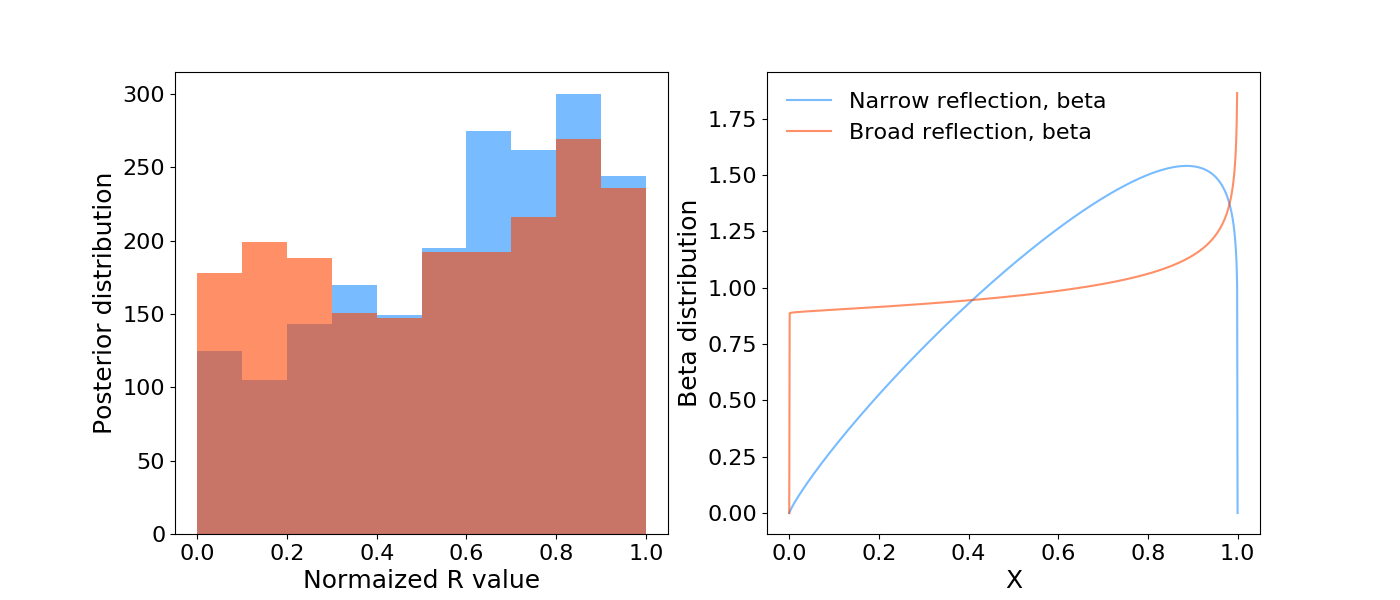 Posterior distribution
300
250
200
150
100
50
0
0.0 0.2 0.4 0.6 0.8 1.0
Normaized R value
Beta distribution
1.75
1.50
1.25
1.00
0.75
0.50
0.25
0.00
Narrow reflection, beta
Broad reflection, beta
0.0 0.2 0.4 0.6 0.8 1.0
X